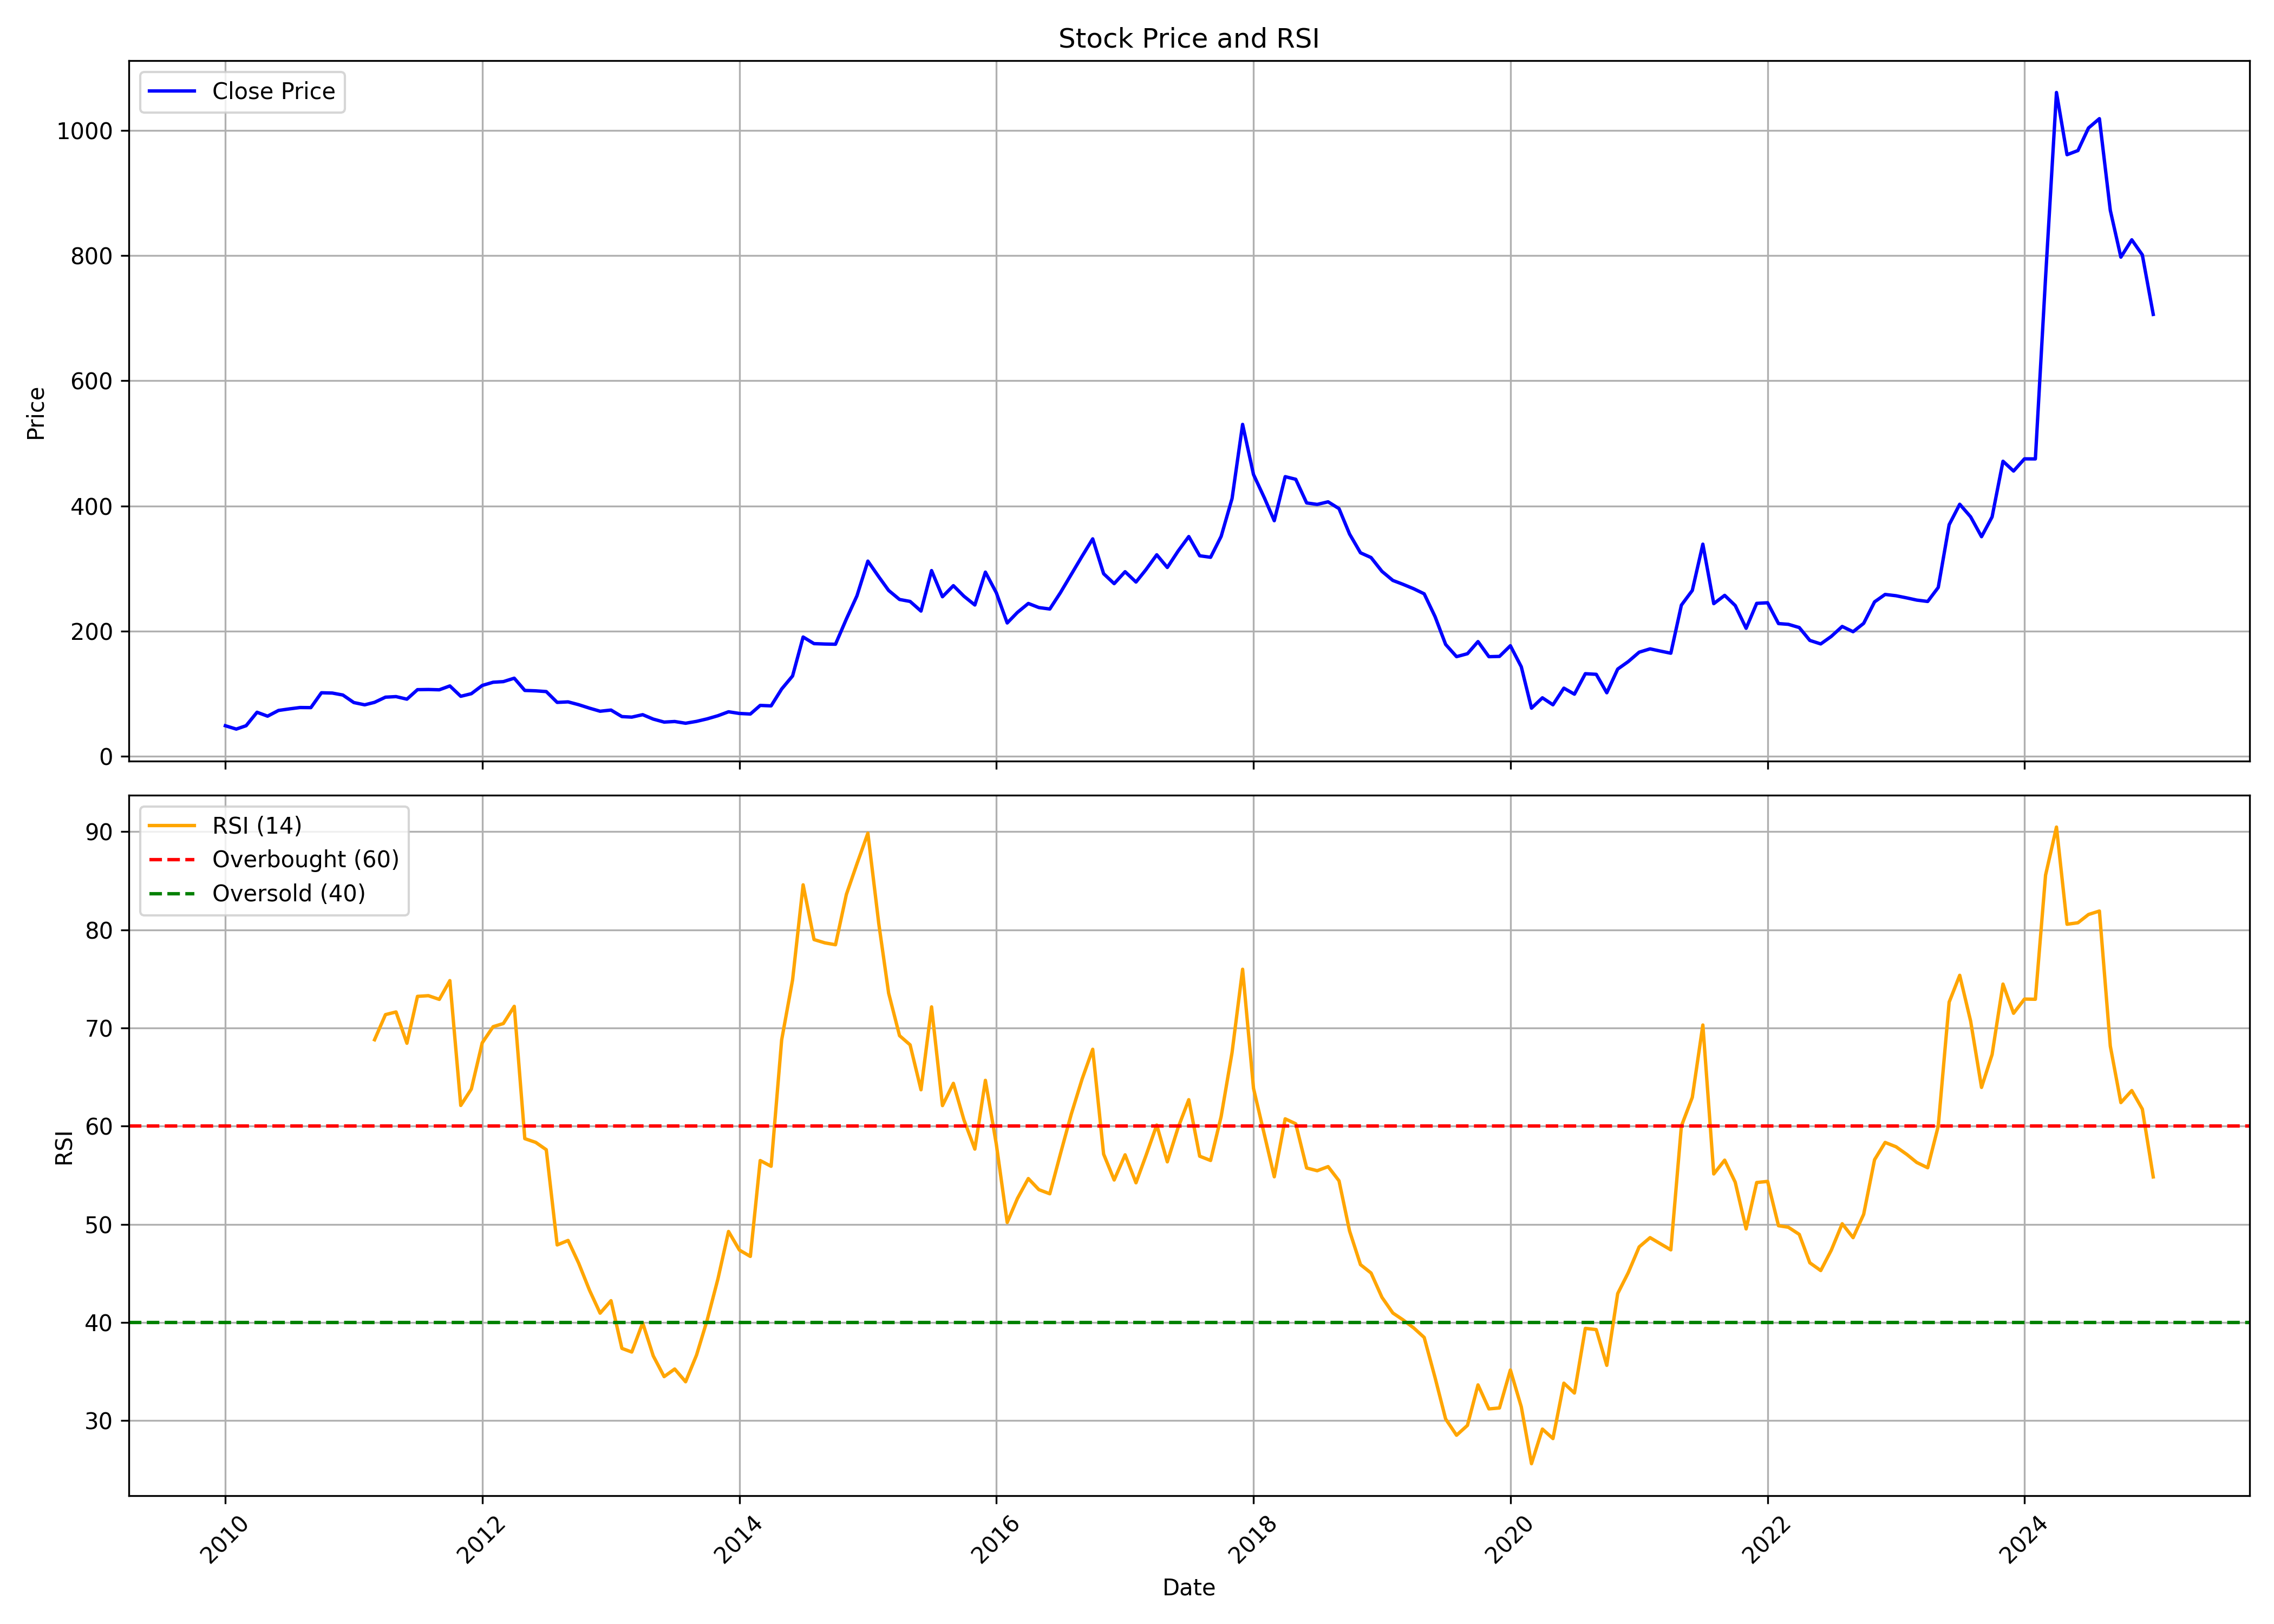 Stock Price and RSI
Close Price
1000
800
600
400
200
0
Price
RSI (14)
Overbought (60)
Oversold (40)
90
80
70
60
50
40
30
RSI
2010
2012
2014
2016
2018
2020
2022
2024
Date